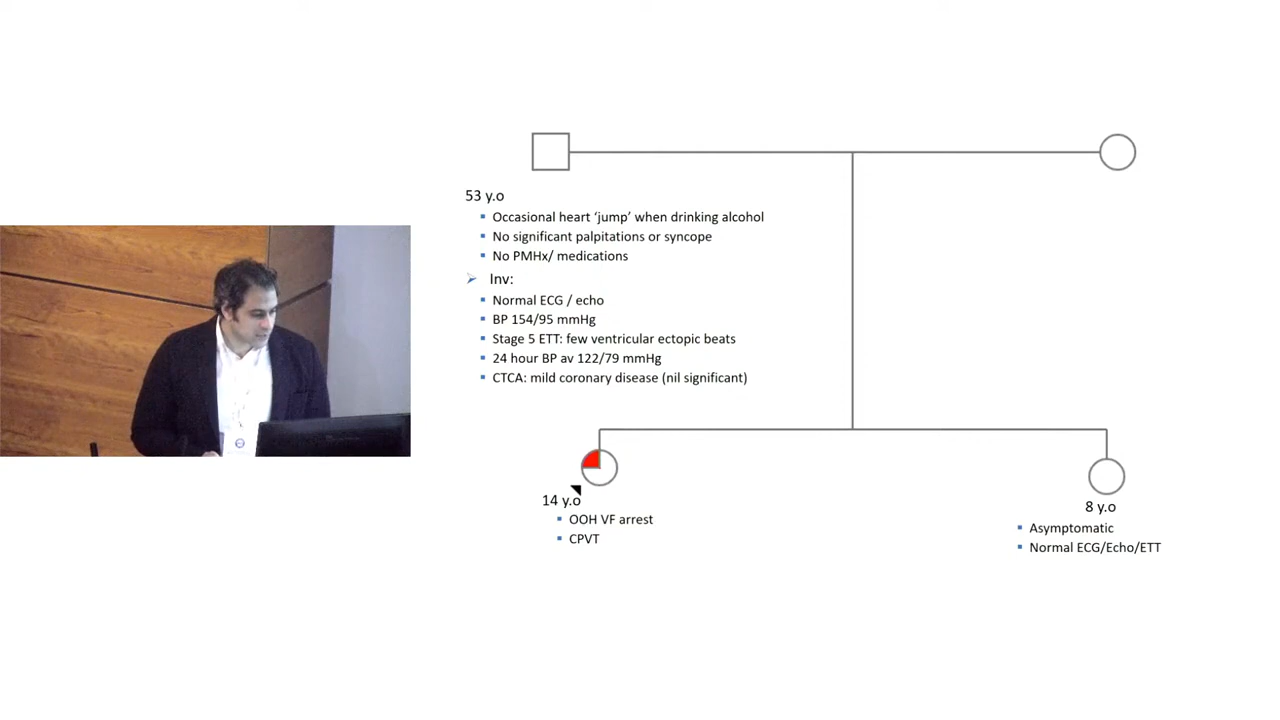 53 y.o
Occasional heart ‘jump’ when drinking alcohol
No significant palpitations or syncope
No PMHx/ medications
Inv:
Normal ECG / echo
BP 154/95 mmHg
Stage 5 ETT: few ventricular ectopic beats
24 hour BP av 122/79 mmHg
CTCA: mild coronary disease (nil significant)
14 y.o
OOH VF arrest
CPVT
8 y.o
Asymptomatic
Normal ECG/Echo/ETT